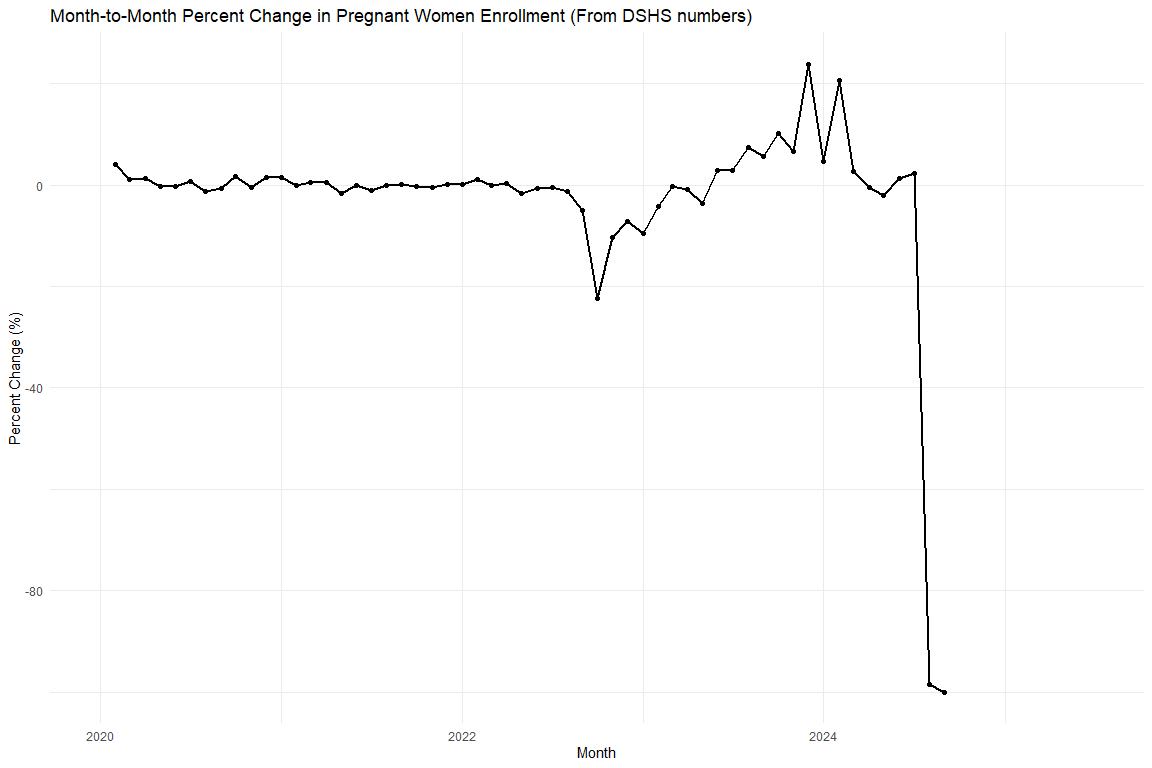 Month-to-Month Percent Change in Pregnant Women Enrollment (From DSHS numbers)
Percent Change (%)
0
-40
-80
2020
2022
2024
Month